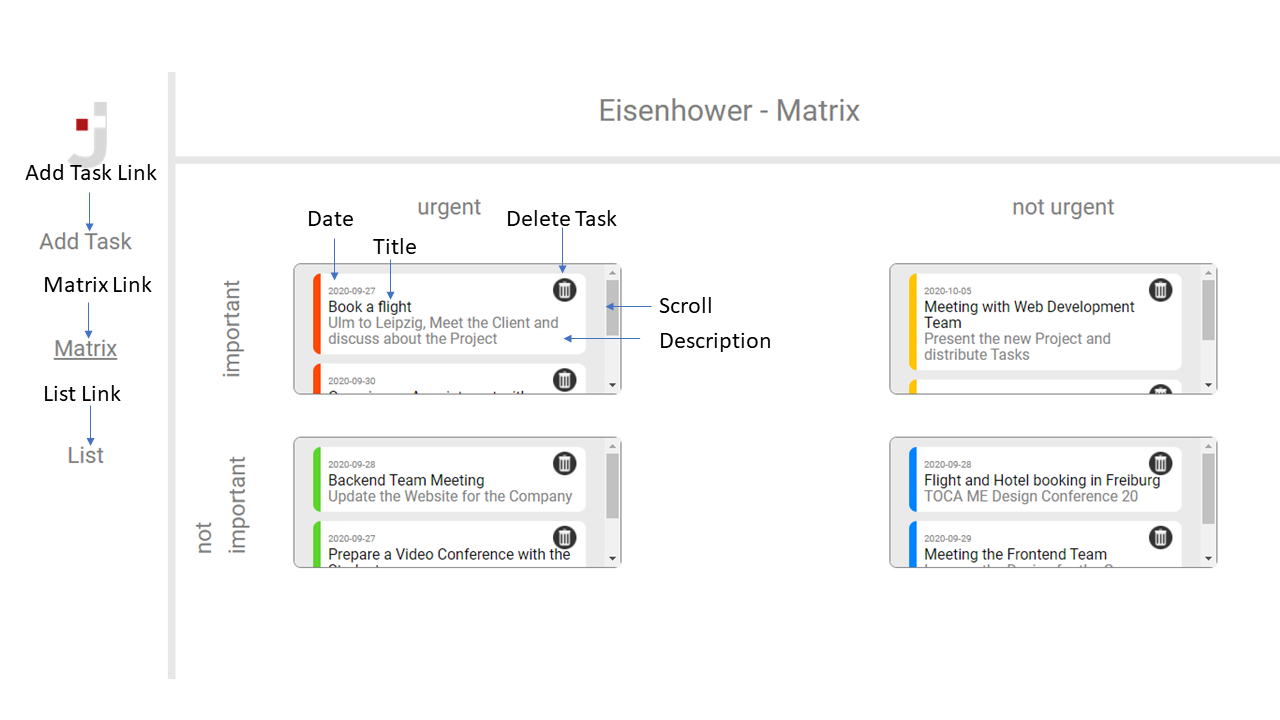 Eisenhower - Matrix
Add Task Link
Add Task
Matrix Link
Matrix
List Link
List
urgent
not urgent
Date
Title
Delete Task
Scroll
Description
important
2020-09-27
Book a flight
Ulm to Leipzig, Meet the Client and
discuss about the Project
2020-09-30
2020-10-05
Meeting with Web Development
Team
Present the new Project and
distribute Tasks
not
important
2020-09-28
Backend Team Meeting
Update the Website for the Company
2020-09-27
Prepare a Video Conference with the
2020-09-28
Flight and Hotel booking in Freiburg
TOCA ME Design Conference 20
2020-09-29
Meeting the Frontend Team